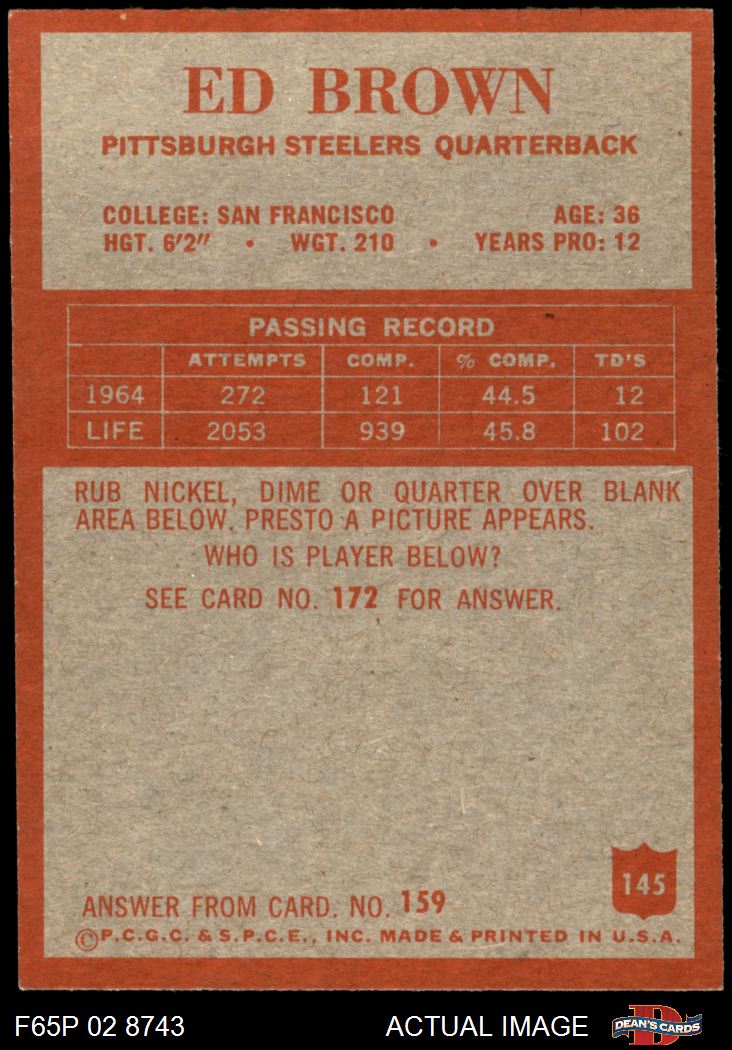 ED BROWN
PITTSBURGH STEELERS QUARTERBACK
COLLEGE: SAN FRANCISCO AGE: 36
HGT. 6'2" • WGT. 210 • YEARS PRO: 12
PASSING RECORD
ATTEMPTS COMP. % COMP. TD'S
1964 272 121 44.5 12
LIFE 2053 939 45.8 102
RUB NICKEL, DIME OR QUARTER OVER BLANK
AREA BELOW. PRESTO A PICTURE APPEARS.
WHO IS PLAYER BELOW?
SEE CARD NO. 172 FOR ANSWER.
145
ANSWER FROM CARD. NO. 159
©P.C.G.C. & S.P.C.E., INC. MADE & PRINTED IN U.S.A.
F65P 02 8743 ACTUAL IMAGE D DEAN'S CARDS